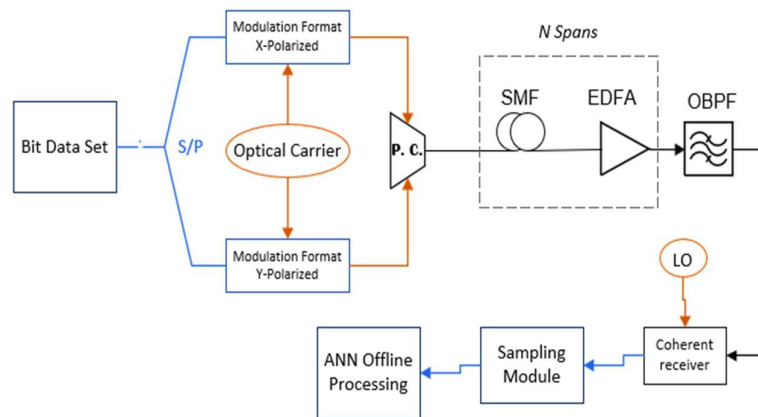 Modulation Format
X-Polarized
N Spans
SMF
EDFA
OBPF
Bit Data Set
S/P
Optical Carrier
P. C.
Modulation Format
Y-Polarized
LO
ANN Offline
Processing
Sampling
Module
Coherent
receiver